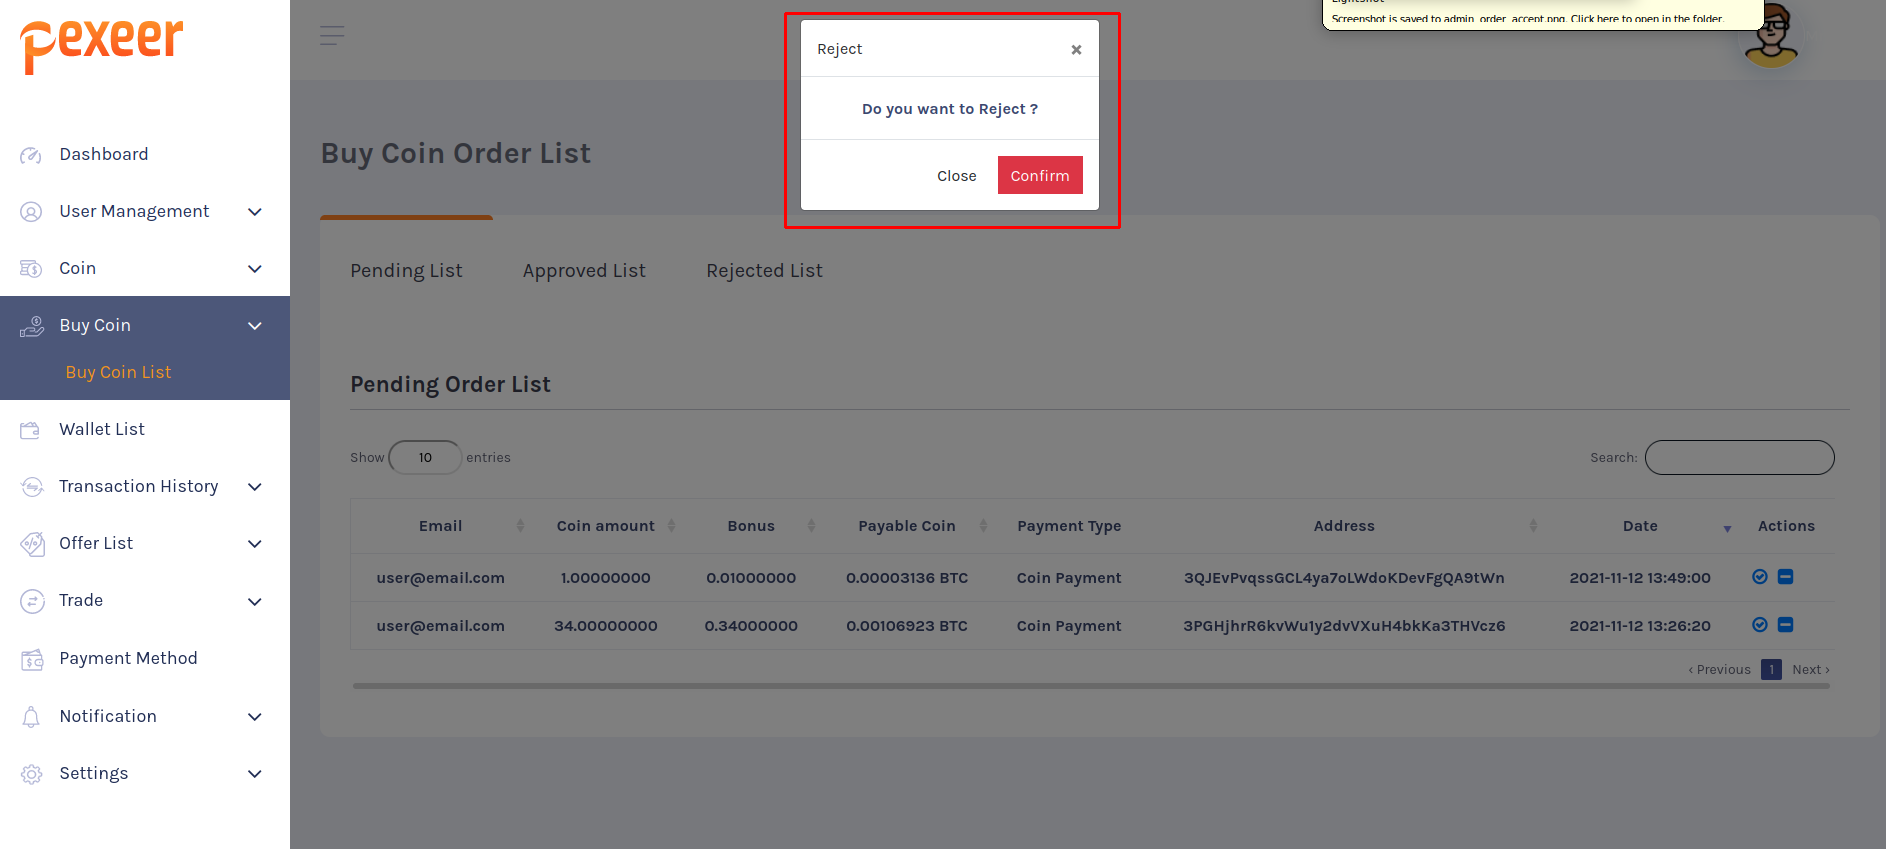 Lightshot
Screenshot is saved to admin_order_accept.png. Click here to open in the folder.
pexeer
Reject ×
Do you want to Reject ?
Close Confirm
Dashboard
User Management
Coin
Buy Coin
Buy Coin List
Wallet List
Transaction History
Offer List
Trade
Payment Method
Notification
Settings
Buy Coin Order List
Pending List Approved List Rejected List
Pending Order List
Show 10 entries Search:
Email Coin amount Bonus Payable Coin Payment Type Address Date Actions
user@email.com 1.00000000 0.01000000 0.00003136 BTC Coin Payment 3QJEvPvqssGCL4ya7oLWdoKDevFgQA9tWn 2021-11-12 13:49:00
user@email.com 34.00000000 0.34000000 0.00106923 BTC Coin Payment 3PGHjhrR6kvWu1y2dvVXuH4bkKa3THVcz6 2021-11-12 13:26:20
‹ Previous 1 Next ›